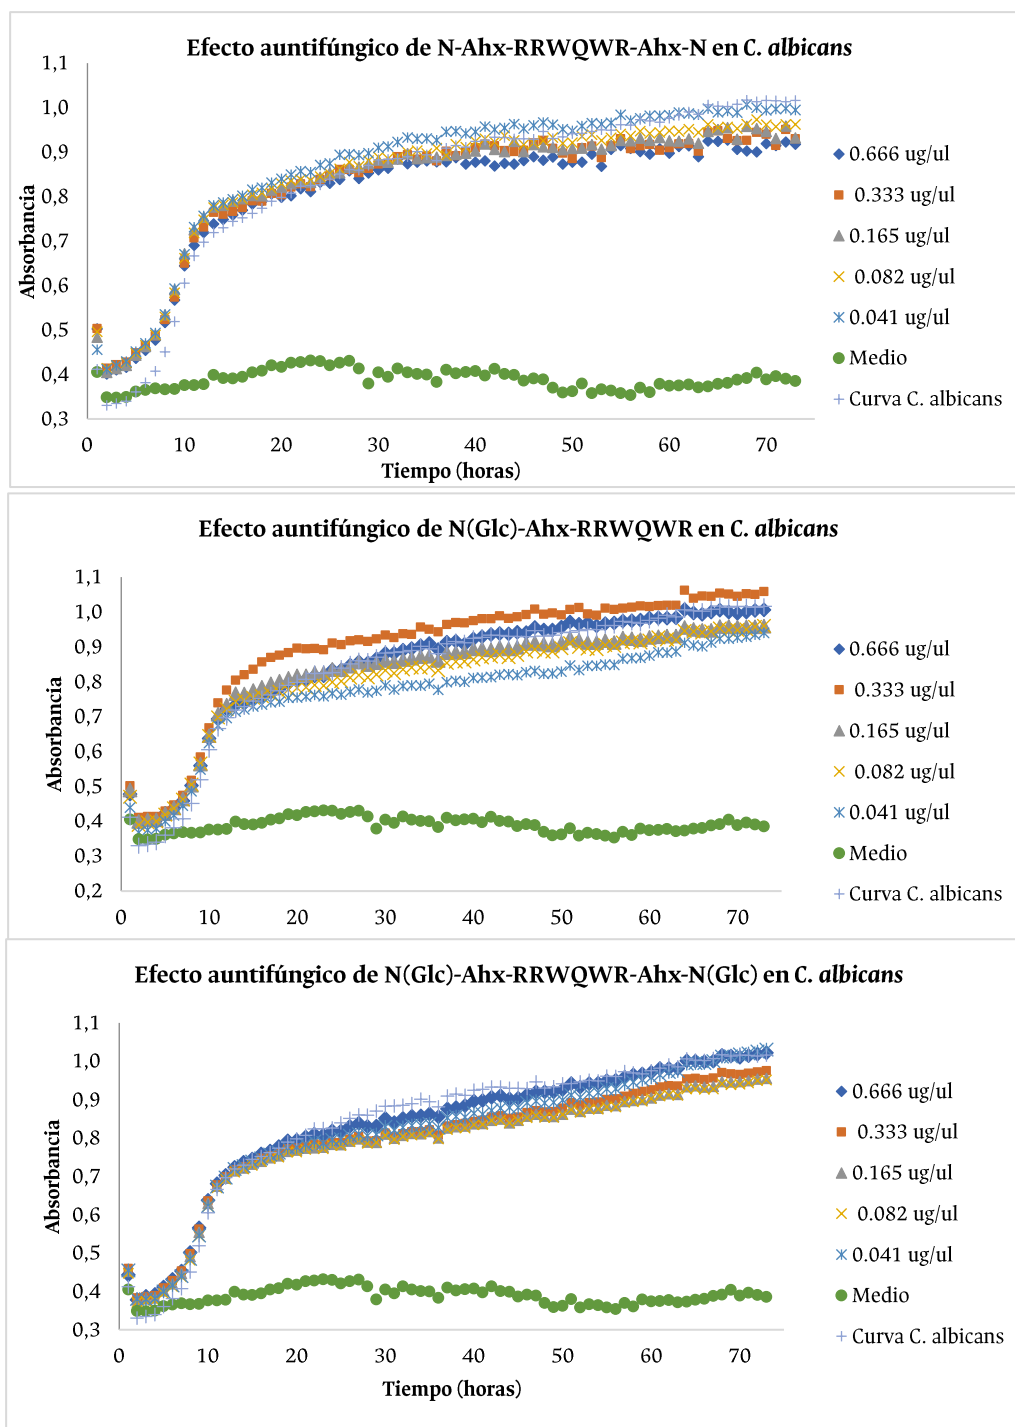 Efecto auntifúngico de N-Ahx-RRWQWR-Ahx-N en C. albicans
1,1
1,0
0,9
0,8
0,7
0,6
0,5
0,4
0,3
Absorbancia
0 10 20 30 40 50 60 70
Tiempo (horas)
0.666 ug/ul
0.333 ug/ul
0.165 ug/ul
0.082 ug/ul
0.041 ug/ul
Medio
Curva C. albicans
Efecto auntifúngico de N(Glc)-Ahx-RRWQWR en C. albicans
1,1
1,0
0,9
0,8
0,7
0,6
0,5
0,4
0,3
0,2
Absorbancia
0 10 20 30 40 50 60 70
0.666 ug/ul
0.333 ug/ul
0.165 ug/ul
0.082 ug/ul
0.041 ug/ul
Medio
Curva C. albicans
Efecto auntifúngico de N(Glc)-Ahx-RRWQWR-Ahx-N(Glc) en C. albicans
1,1
1,0
0,9
0,8
0,7
0,6
0,5
0,4
0,3
Absorbancia
0 10 20 30 40 50 60 70
Tiempo (horas)
0.666 ug/ul
0.333 ug/ul
0.165 ug/ul
0.082 ug/ul
0.041 ug/ul
Medio
Curva C. albicans